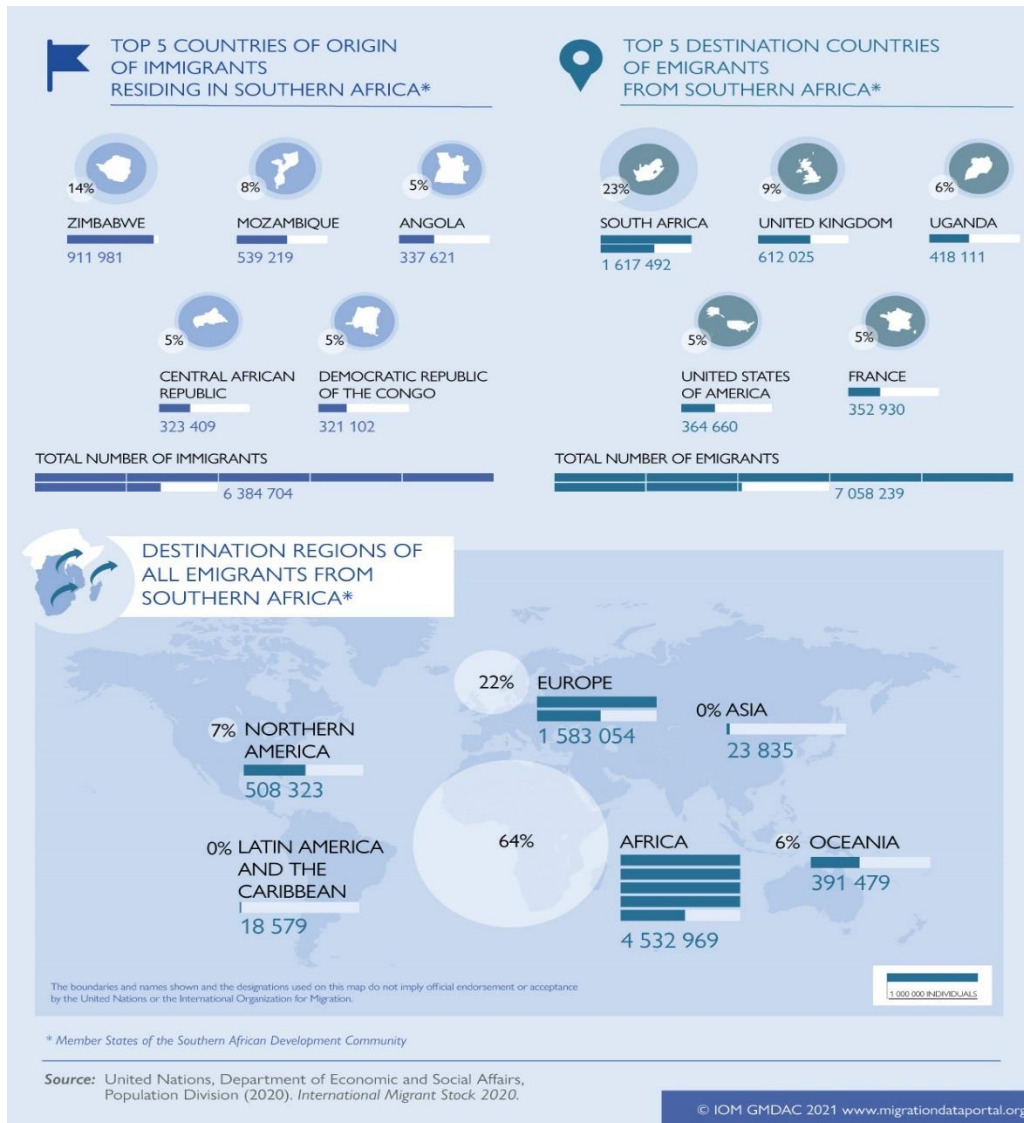 TOP 5 COUNTRIES OF ORIGIN
OF IMMIGRANTS
RESIDING IN SOUTHERN AFRICA*
14%
ZIMBABWE
911 981
8%
MOZAMBIQUE
539 219
5%
ANGOLA
337 621
5%
CENTRAL AFRICAN
REPUBLIC
323 409
5%
DEMOCRATIC REPUBLIC
OF THE CONGO
321 102
TOTAL NUMBER OF IMMIGRANTS
6 384 704
TOP 5 DESTINATION COUNTRIES
OF EMIGRANTS
FROM SOUTHERN AFRICA*
23%
SOUTH AFRICA
1 617 492
9%
UNITED KINGDOM
612 025
6%
UGANDA
418 111
5%
UNITED STATES
OF AMERICA
364 660
5%
FRANCE
352 930
TOTAL NUMBER OF EMIGRANTS
7 058 239
DESTINATION REGIONS OF
ALL EMIGRANTS FROM
SOUTHERN AFRICA*
22% EUROPE
1 583 054
0% ASIA
23 835
7% NORTHERN
AMERICA
508 323
64% AFRICA
4 532 969
6% OCEANIA
391 479
0% LATIN AMERICA
AND THE
CARIBBEAN
18 579
The boundaries and names shown and the designations used on this map do not imply official endorsement or acceptance
by the United Nations or the International Organization for Migration.
1 000 000 INDIVIDUALS
* Member States of the Southern African Development Community
Source: United Nations, Department of Economic and Social Affairs,
Population Division (2020). International Migrant Stock 2020.
© IOM GMDAC 2021 www.migrationdataportal.org